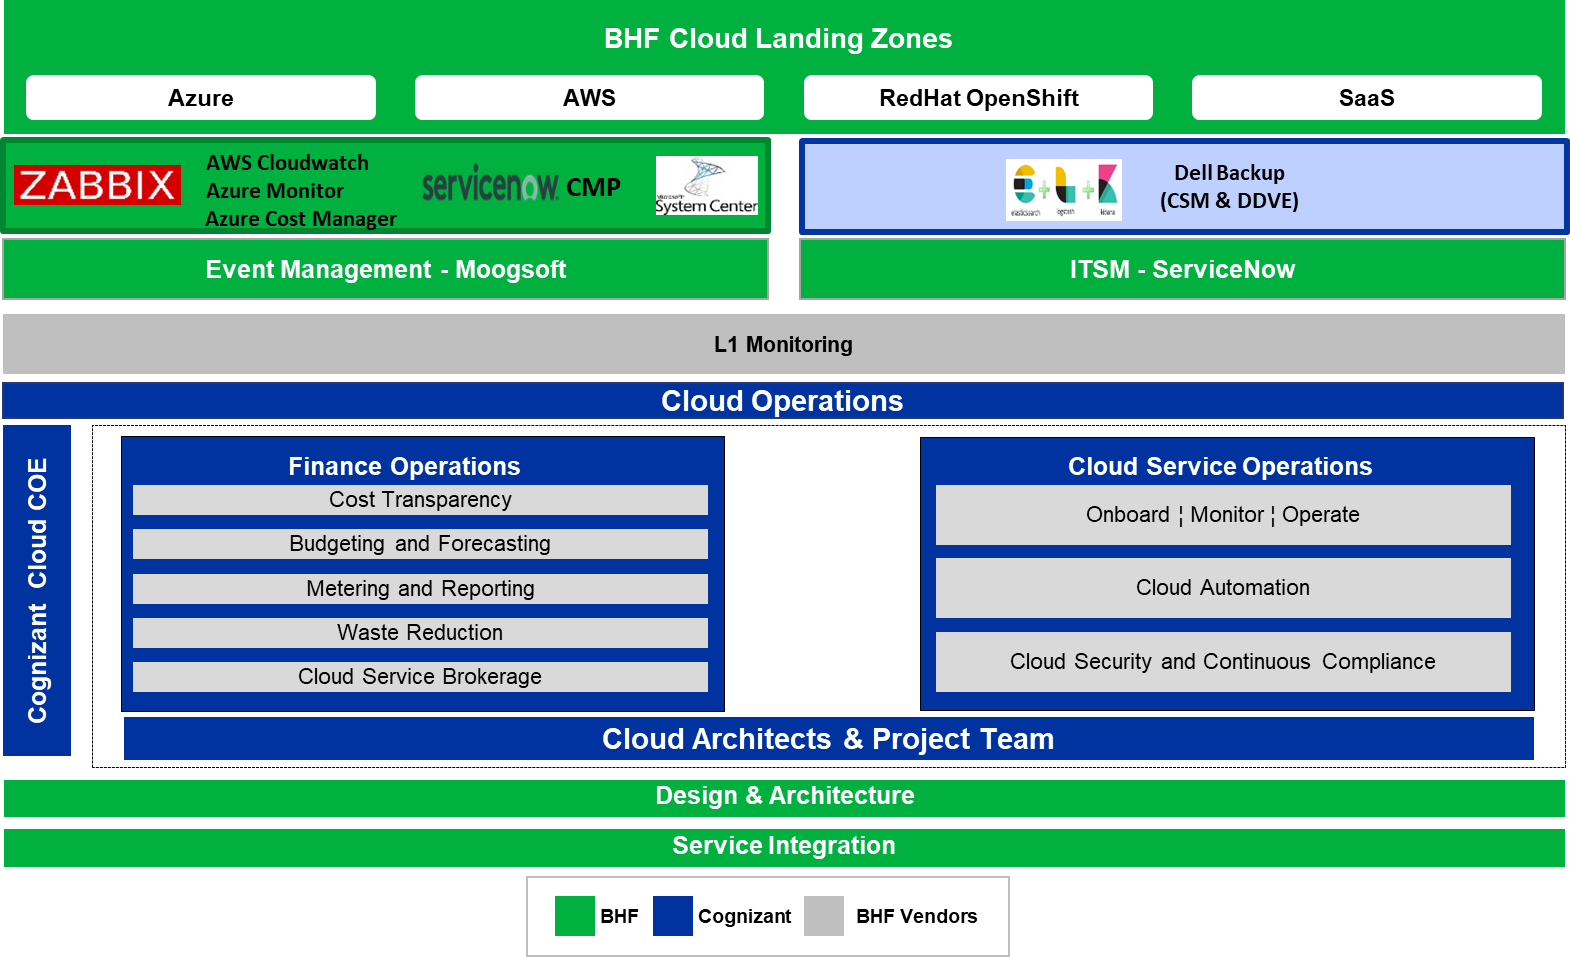 BHF Cloud Landing Zones
Azure
AWS
RedHat OpenShift
SaaS
ZABBIX
AWS Cloudwatch
Azure Monitor
Azure Cost Manager
servicenow CMP
Microsoft
System Center
elasticsearch
logstash
kibana
Dell Backup
(CSM & DDVE)
Event Management - Moogsoft
ITSM - ServiceNow
L1 Monitoring
Cloud Operations
Cognizant Cloud COE
Finance Operations
Cost Transparency
Budgeting and Forecasting
Metering and Reporting
Waste Reduction
Cloud Service Brokerage
Cloud Service Operations
Onboard ¦ Monitor ¦ Operate
Cloud Automation
Cloud Security and Continuous Compliance
Cloud Architects & Project Team
Design & Architecture
Service Integration
BHF
Cognizant
BHF Vendors